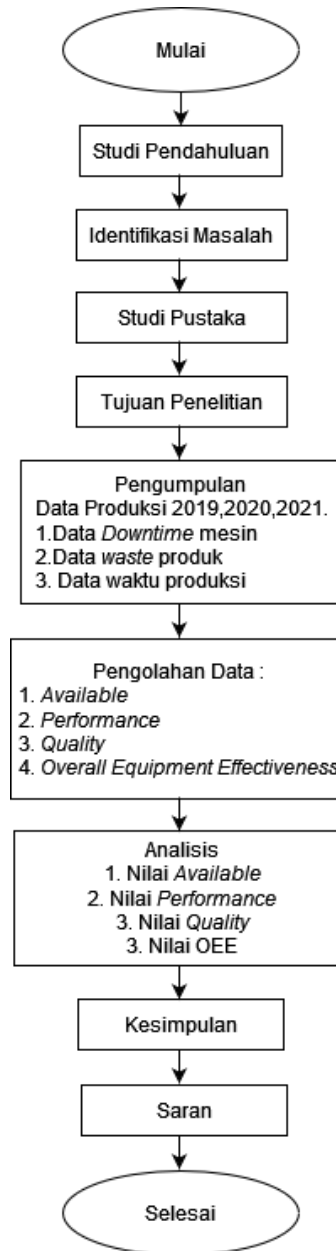 Mulai
Studi Pendahuluan
Identifikasi Masalah
Studi Pustaka
Tujuan Penelitian
Pengumpulan
Data Produksi 2019,2020,2021.
1.Data Downtime mesin
2.Data waste produk
3. Data waktu produksi
Pengolahan Data :
1. Available
2. Performance
3. Quality
4. Overall Equipment Effectiveness
Analisis
1. Nilai Available
2. Nilai Performance
3. Nilai Quality
3. Nilai OEE
Kesimpulan
Saran
Selesai